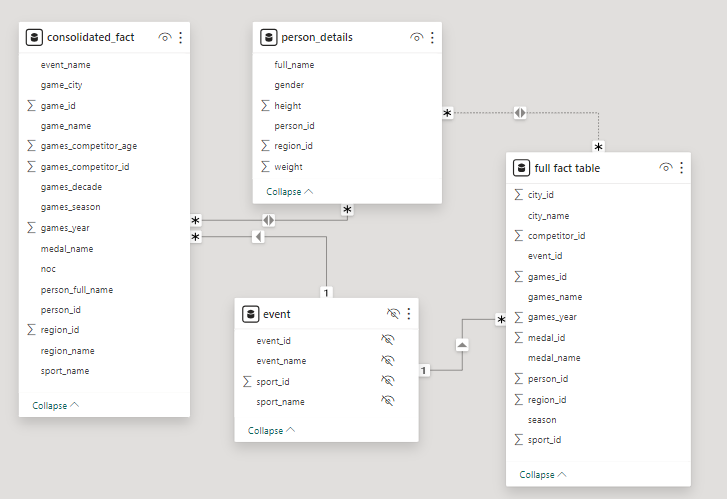 consolidated_fact
event_name
game_city
∑ game_id
game_name
∑ games_competitor_age
∑ games_competitor_id
games_decade
games_season
∑ games_year
medal_name
noc
person_full_name
person_id
∑ region_id
region_name
sport_name
Collapse
person_details
full_name
gender
∑ height
person_id
∑ region_id
∑ weight
Collapse
*
*
*
*
*
1
event
event_id
event_name
∑ sport_id
sport_name
Collapse
1
*
full fact table
∑ city_id
city_name
∑ competitor_id
event_id
∑ games_id
games_name
∑ games_year
∑ medal_id
medal_name
∑ person_id
∑ region_id
season
∑ sport_id
Collapse